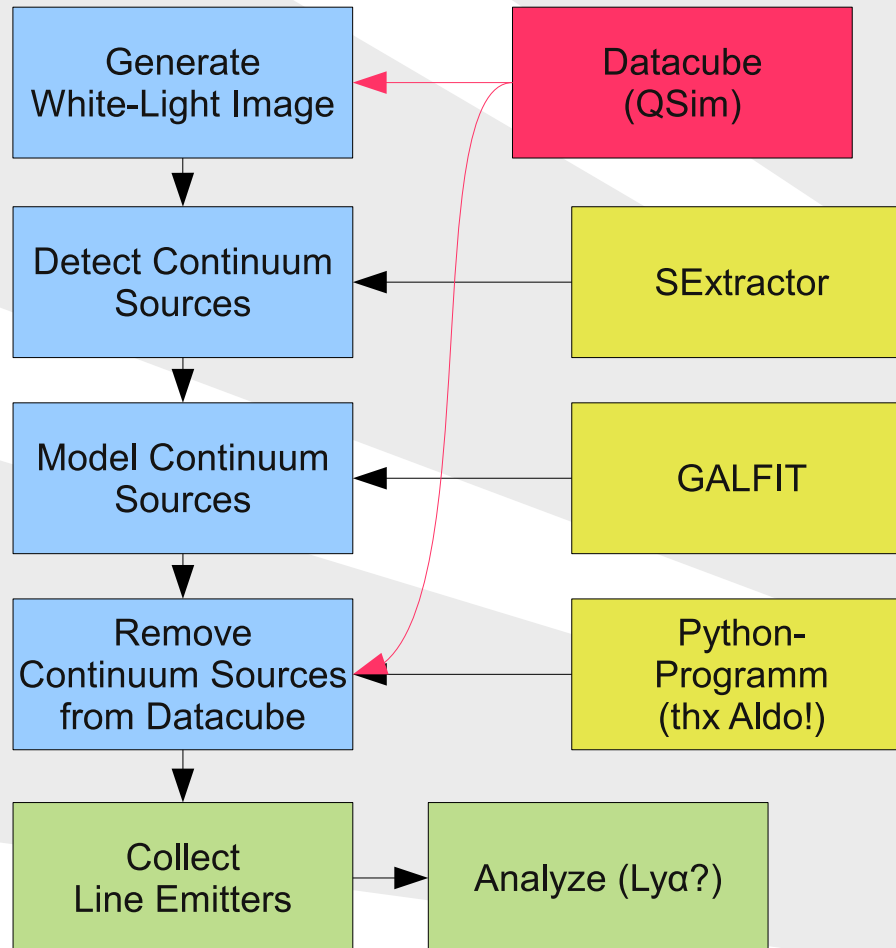 Generate
White-Light Image
Datacube
(QSim)
Detect Continuum
Sources
SExtractor
Model Continuum
Sources
GALFIT
Remove
Continuum Sources
from Datacube
Python-
Programm
(thx Aldo!)
Collect
Line Emitters
Analyze (Lyα?)